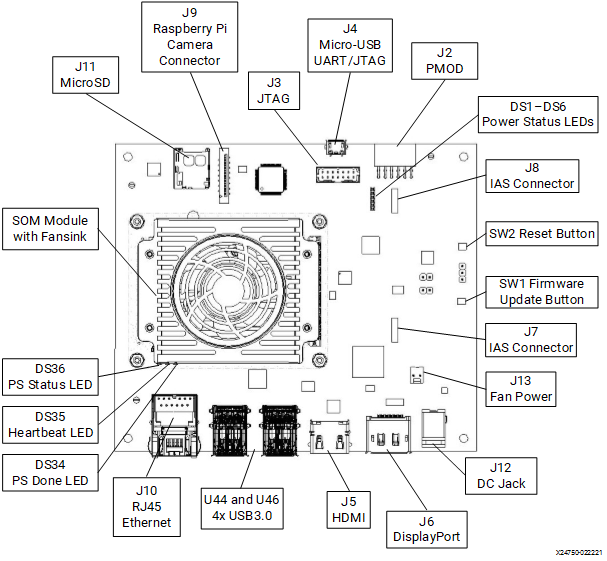 J9
Raspberry Pi
Camera
Connector
J4
Micro-USB
UART/JTAG
J2
PMOD
J11
MicroSD
J3
JTAG
DS1–DS6
Power Status LEDs
J8
IAS Connector
SOM Module
with Fansink
SW2 Reset Button
SW1 Firmware
Update Button
J7
IAS Connector
DS36
PS Status LED
J13
Fan Power
DS35
Heartbeat LED
DS34
PS Done LED
J10
RJ45
Ethernet
U44 and U46
4x USB3.0
J5
HDMI
J6
DisplayPort
J12
DC Jack
X24750-022221